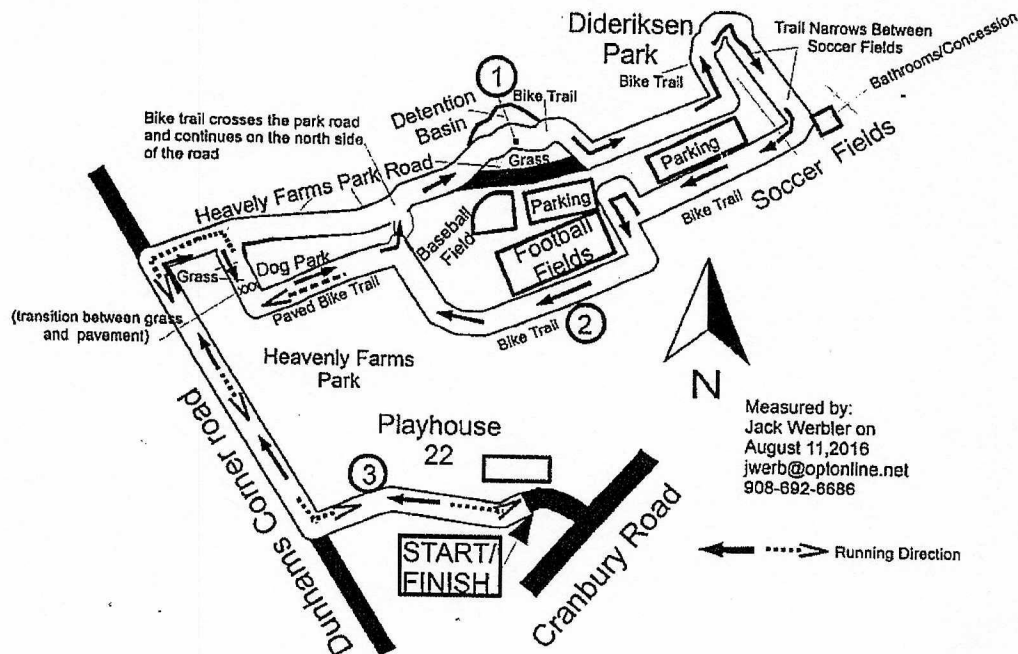 Dideriksen
Park
Trail Narrows Between
Soccer Fields
Bathrooms/Concession
Bike Trail
1
Bike Trail
Detention
Basin
Bike trail crosses the park road
and continues on the north side
of the road
Grass
Parking
Soccer Fields
Heavely Farms Park Road
Bike Trail
Parking
Baseball
Field
Football
Fields
Dog Park
Grass
xxx
Paved Bike Trail
(transition between grass
and pavement)
Bike Trail
2
Heavenly Farms
Park
N
Measured by:
Jack Werbler on
August 11,2016
jwerb@optonline.net
908-692-6686
Playhouse
22
3
Dunhams Corner road
START/
FINISH
Cranbury Road
Running Direction